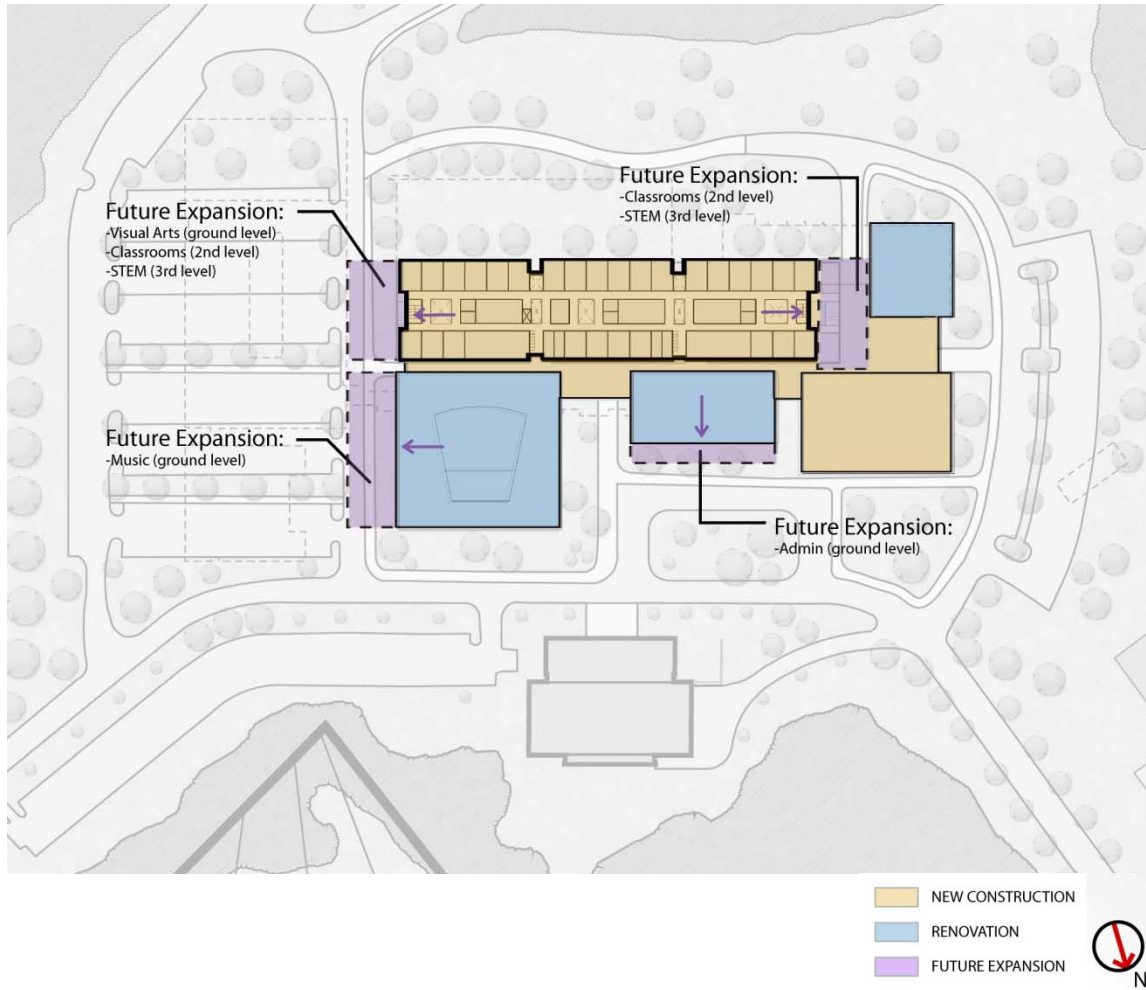 Future Expansion:
-Classrooms (2nd level)
-STEM (3rd level)
Future Expansion:
-Visual Arts (ground level)
-Classrooms (2nd level)
-STEM (3rd level)
Future Expansion:
-Music (ground level)
Future Expansion:
-Admin (ground level)
NEW CONSTRUCTION
RENOVATION
FUTURE EXPANSION
N